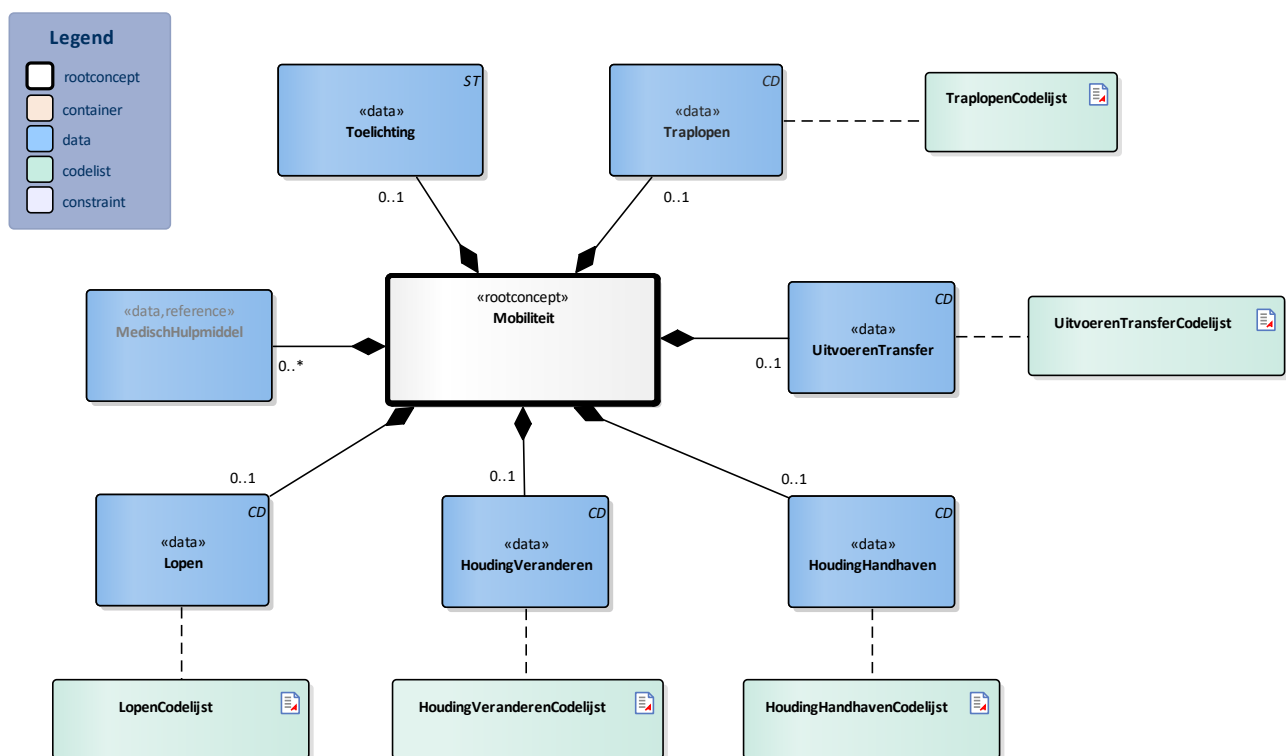 Legend
rootconcept
container
data
codelist
constraint
ST
«data»
Toelichting
0..1
CD
«data»
Traplopen
0..1
TraplopenCodelijst
«data,reference»
MedischHulpmiddel
0..*
«rootconcept»
Mobiliteit
CD
«data»
UitvoerenTransfer
0..1
UitvoerenTransferCodelijst
0..1
CD
«data»
Lopen
0..1
CD
«data»
HoudingVeranderen
0..1
CD
«data»
HoudingHandhaven
LopenCodelijst
HoudingVeranderenCodelijst
HoudingHandhavenCodelijst